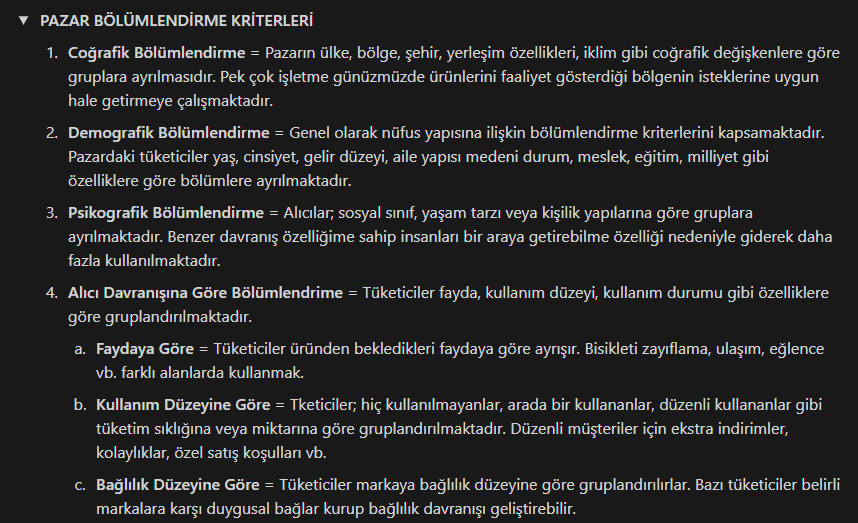 ▼ PAZAR BÖLÜMLENDİRME KRİTERLERİ
1. Coğrafik Bölümlendirme = Pazarın ülke, bölge, şehir, yerleşim özellikleri, iklim gibi coğrafik değişkenlere göre
gruplara ayrılmasıdır. Pek çok işletme günüzmüzde ürünlerini faaliyet gösterdiği bölgenin isteklerine uygun
hale getirmeye çalışmaktadır.
2. Demografik Bölümlendirme = Genel olarak nüfus yapısına ilişkin bölümlendirme kriterlerini kapsamaktadır.
Pazardaki tüketiciler yaş, cinsiyet, gelir düzeyi, aile yapısı medeni durum, meslek, eğitim, milliyet gibi
özelliklere göre bölümlere ayrılmaktadır.
3. Psikografik Bölümlendirme = Alıcılar; sosyal sınıf, yaşam tarzı veya kişilik yapılarına göre gruplara
ayrılmaktadır. Benzer davranış özelliğime sahip insanları bir araya getirebilme özelliği nedeniyle giderek daha
fazla kullanılmaktadır.
4. Alıcı Davranışına Göre Bölümlendrime = Tüketiciler fayda, kullanım düzeyi, kullanım durumu gibi özelliklere
göre gruplandırılmaktadır.
a. Faydaya Göre = Tüketiciler üründen bekledikleri faydaya göre ayrışır. Bisikleti zayıflama, ulaşım, eğlence
vb. farklı alanlarda kullanmak.
b. Kullanım Düzeyine Göre = Tketiciler; hiç kullanılmayanlar, arada bir kullananlar, düzenli kullananlar gibi
tüketim sıklığına veya miktarına göre gruplandırılmaktadır. Düzenli müşteriler için ekstra indirimler,
kolaylıklar, özel satış koşulları vb.
c. Bağlılık Düzeyine Göre = Tüketiciler markaya bağlılık düzeyine göre gruplandırılırlar. Bazı tüketiciler belirli
markalara karşı duygusal bağlar kurup bağlılık davranışı geliştirebilir.